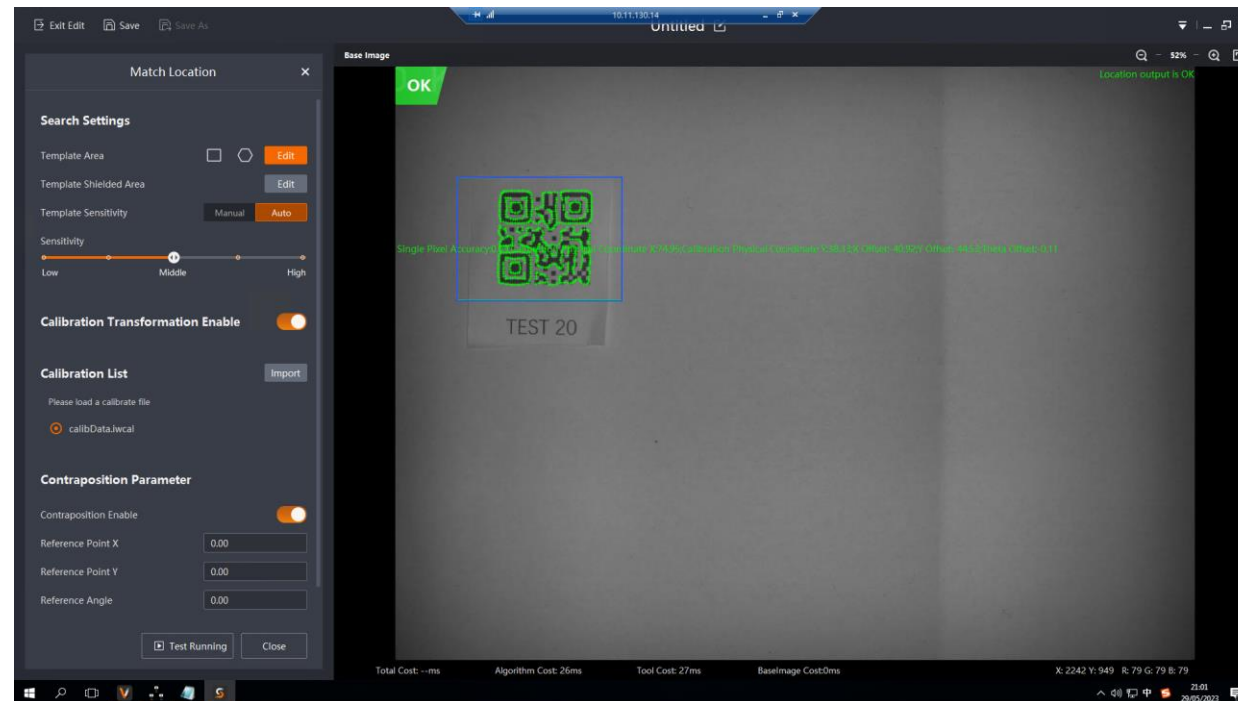 Exit Edit Save Save As
10.11.130.14
Untitled
Match Location
Search Settings
Template Area Edit
Template Shielded Area Edit
Template Sensitivity Manual Auto
Sensitivity
Low Middle High
Calibration Transformation Enable
Calibration List Import
Please load a calibrate file
calibData.iwcal
Contraposition Parameter
Contraposition Enable
Reference Point X 0.00
Reference Point Y 0.00
Reference Angle 0.00
Test Running Close
Base Image
52%
OK
Location output is OK
Single Pixel
TEST 20
Total Cost: --ms Algorithm Cost: 26ms Tool Cost: 27ms BaseImage Cost:0ms
X: 2242 Y: 949 R: 79 G: 79 B: 79
中
21:01
29/05/2023